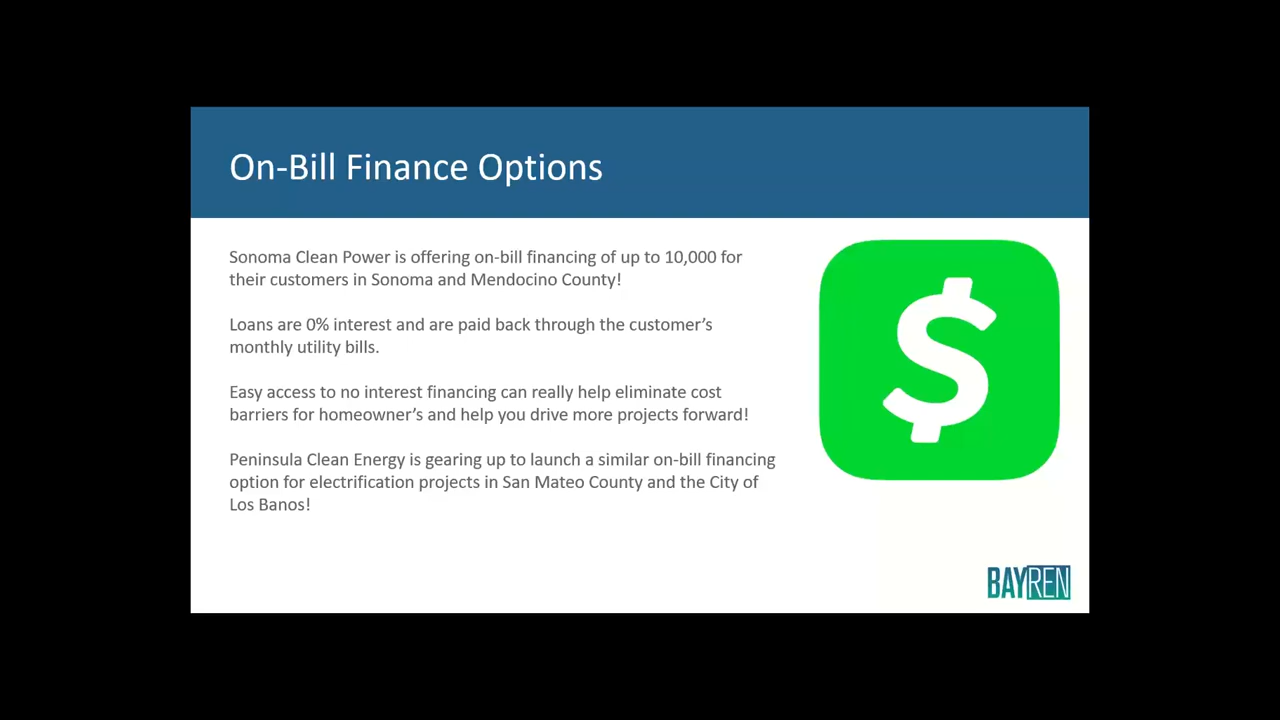 On-Bill Finance Options
Sonoma Clean Power is offering on-bill financing of up to 10,000 for
their customers in Sonoma and Mendocino County!
Loans are 0% interest and are paid back through the customer’s
monthly utility bills.
Easy access to no interest financing can really help eliminate cost
barriers for homeowner’s and help you drive more projects forward!
Peninsula Clean Energy is gearing up to launch a similar on-bill financing
option for electrification projects in San Mateo County and the City of
Los Banos!
$
BAYREN